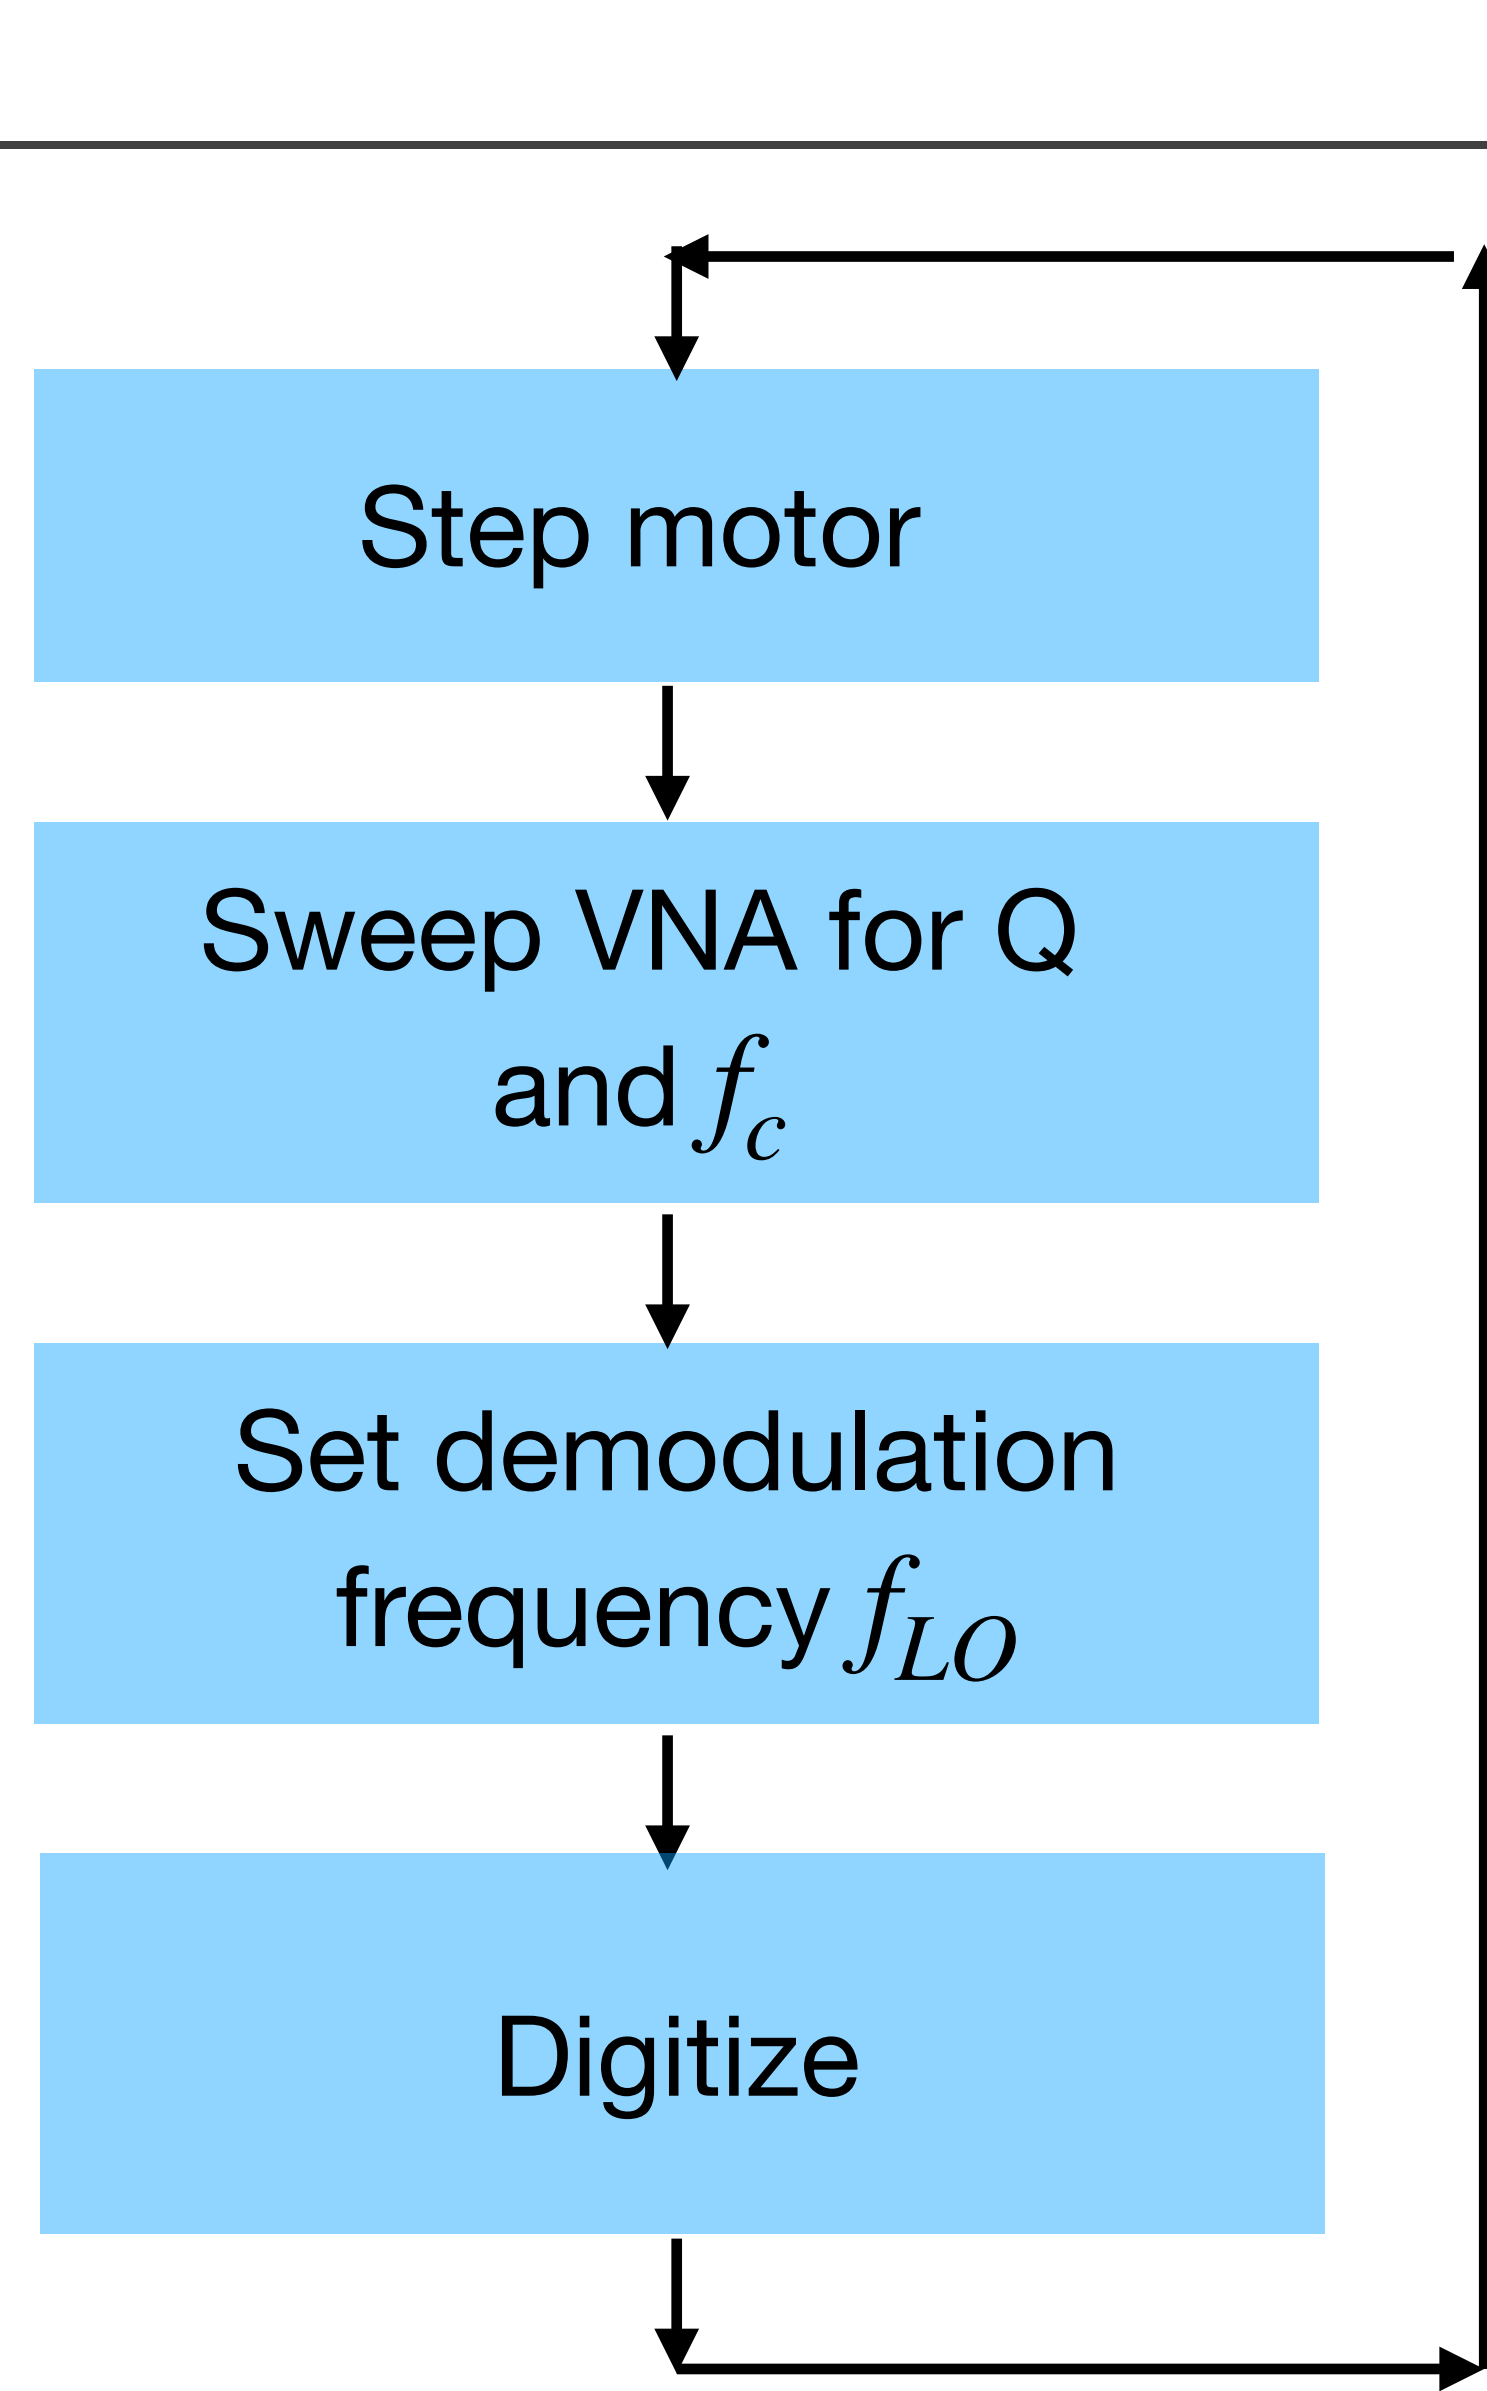 Step motor
Sweep VNA for Q
and f_c
Set demodulation
frequency f_LO
Digitize